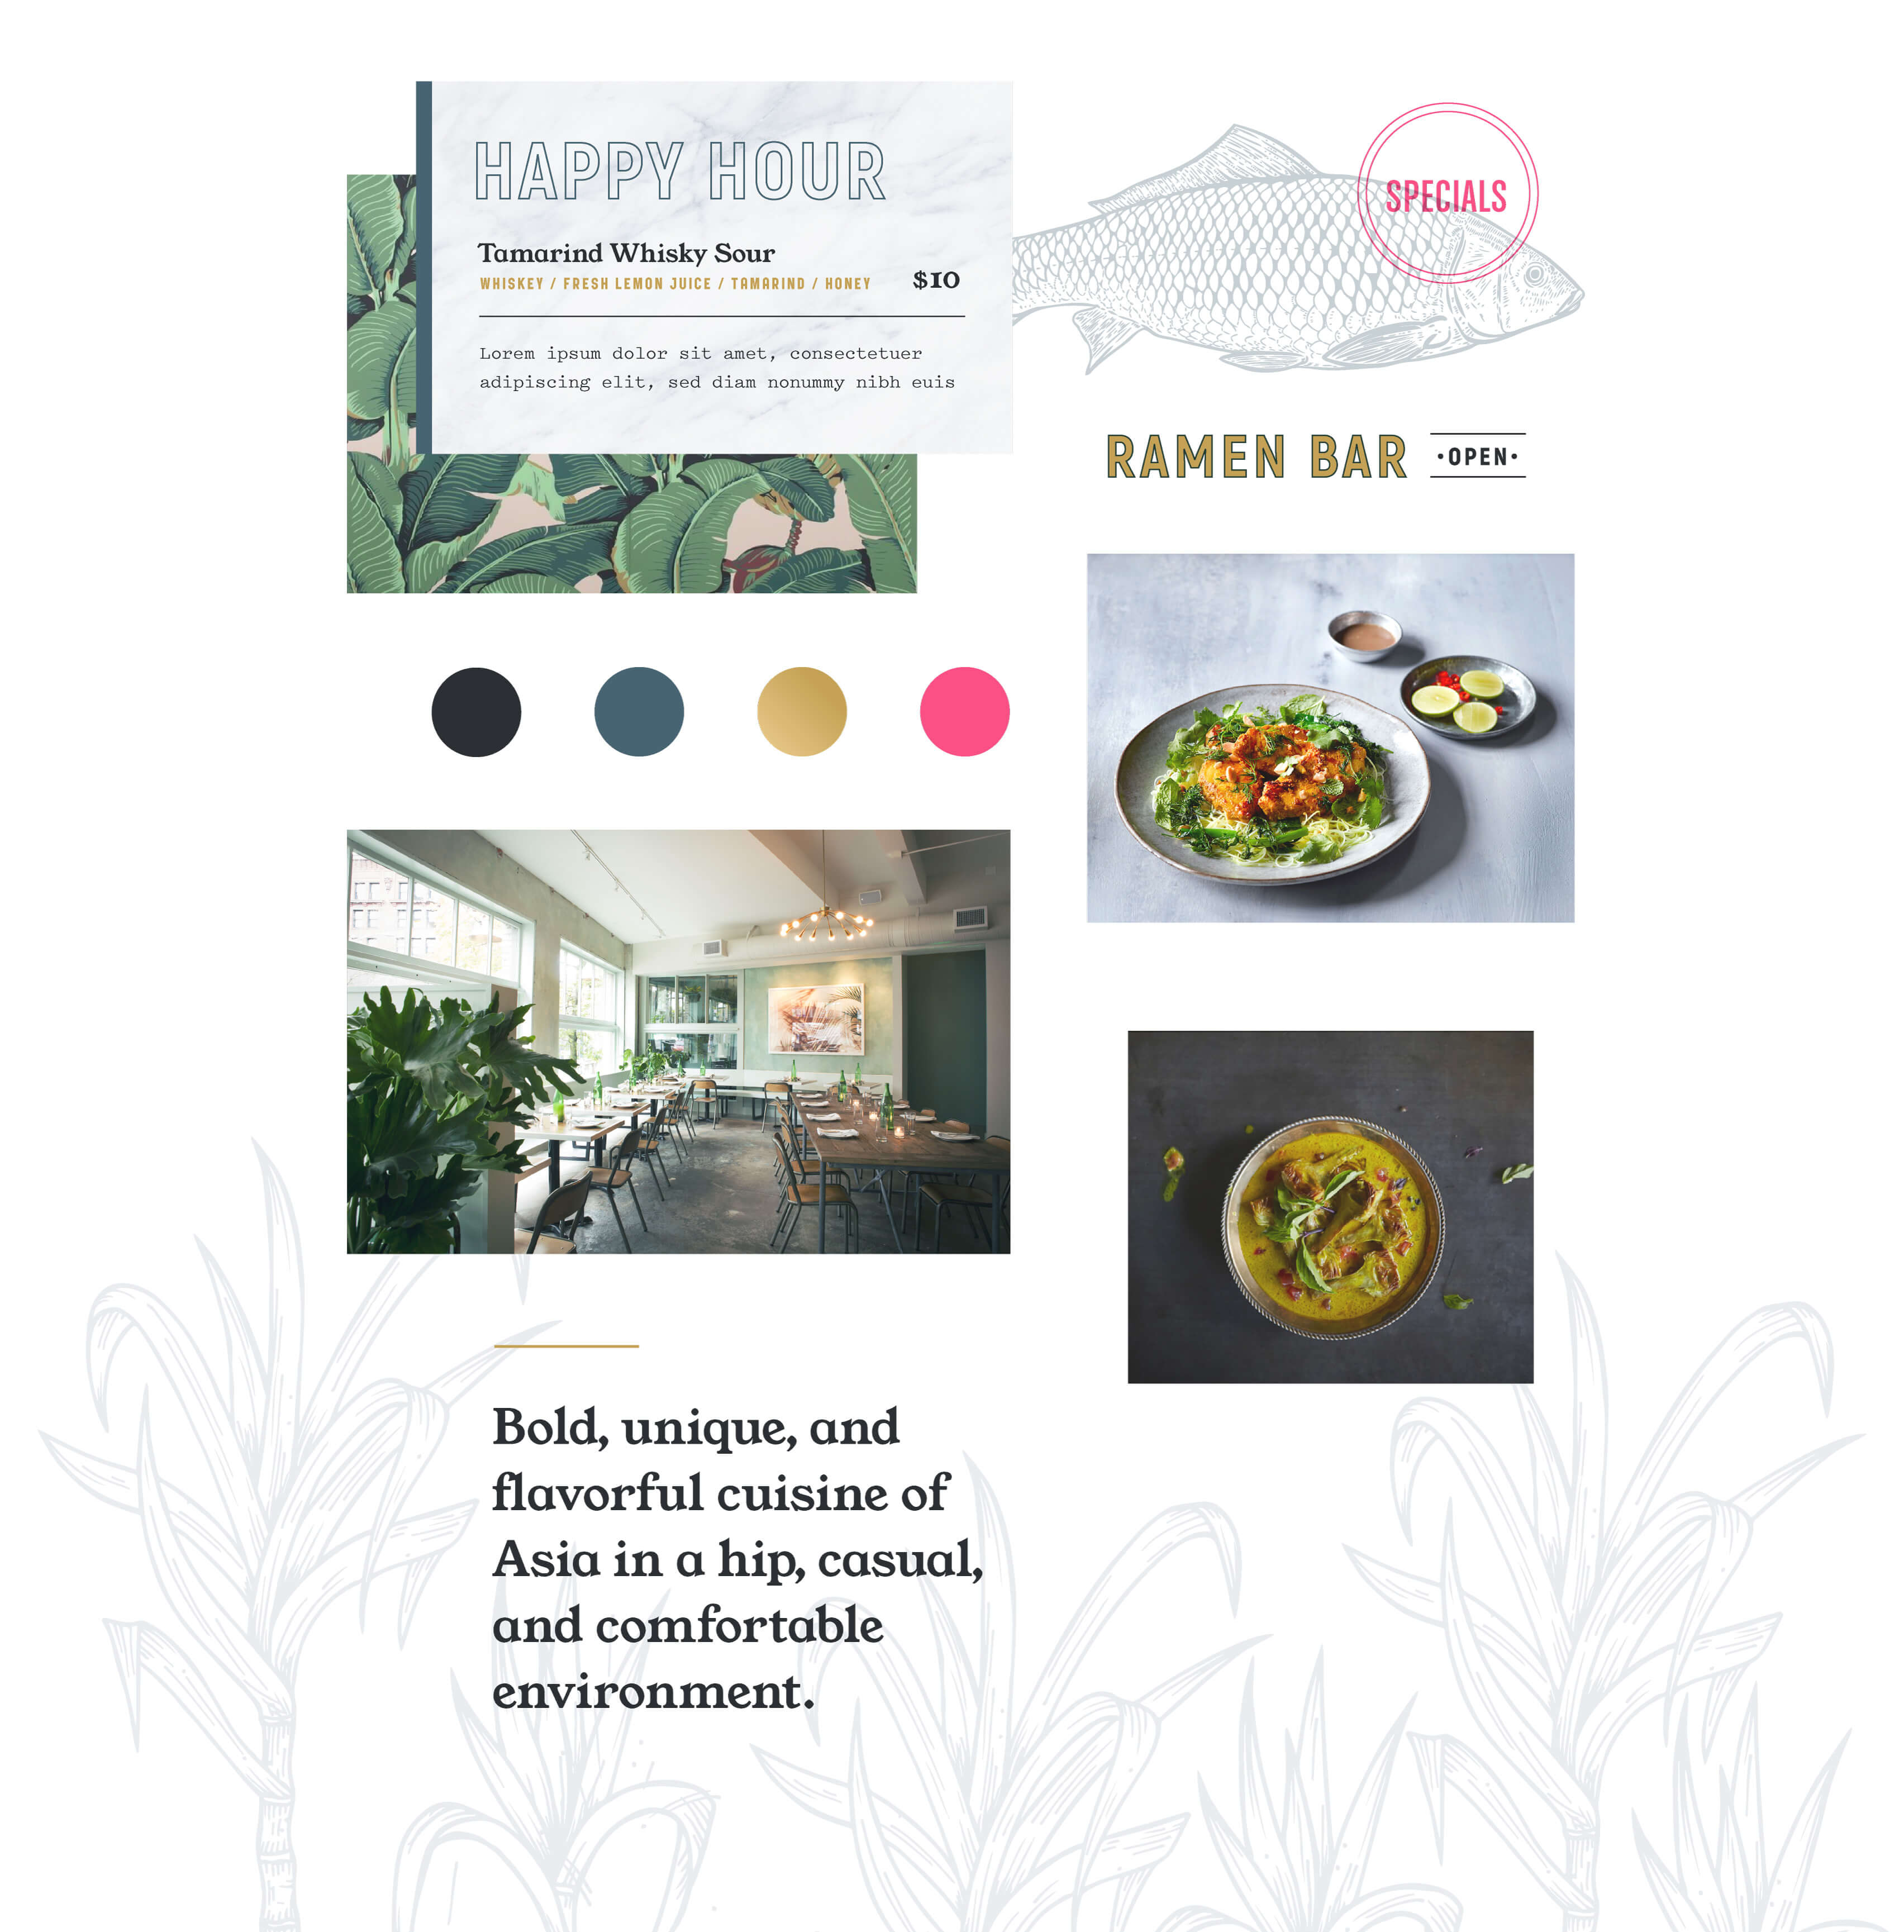 HAPPY HOUR
Tamarind Whisky Sour
WHISKEY / FRESH LEMON JUICE / TAMARIND / HONEY
$10
Lorem ipsum dolor sit amet, consectetuer
adipiscing elit, sed diam nonummy nibh euis
SPECIALS
RAMEN BAR
·OPEN·
Bold, unique, and
flavorful cuisine of
Asia in a hip, casual,
and comfortable
environment.